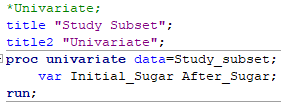 *Univariate;
title "Study Subset";
title2 "Univariate";
proc univariate data=Study_subset;
    var Initial_Sugar After_Sugar;
run;